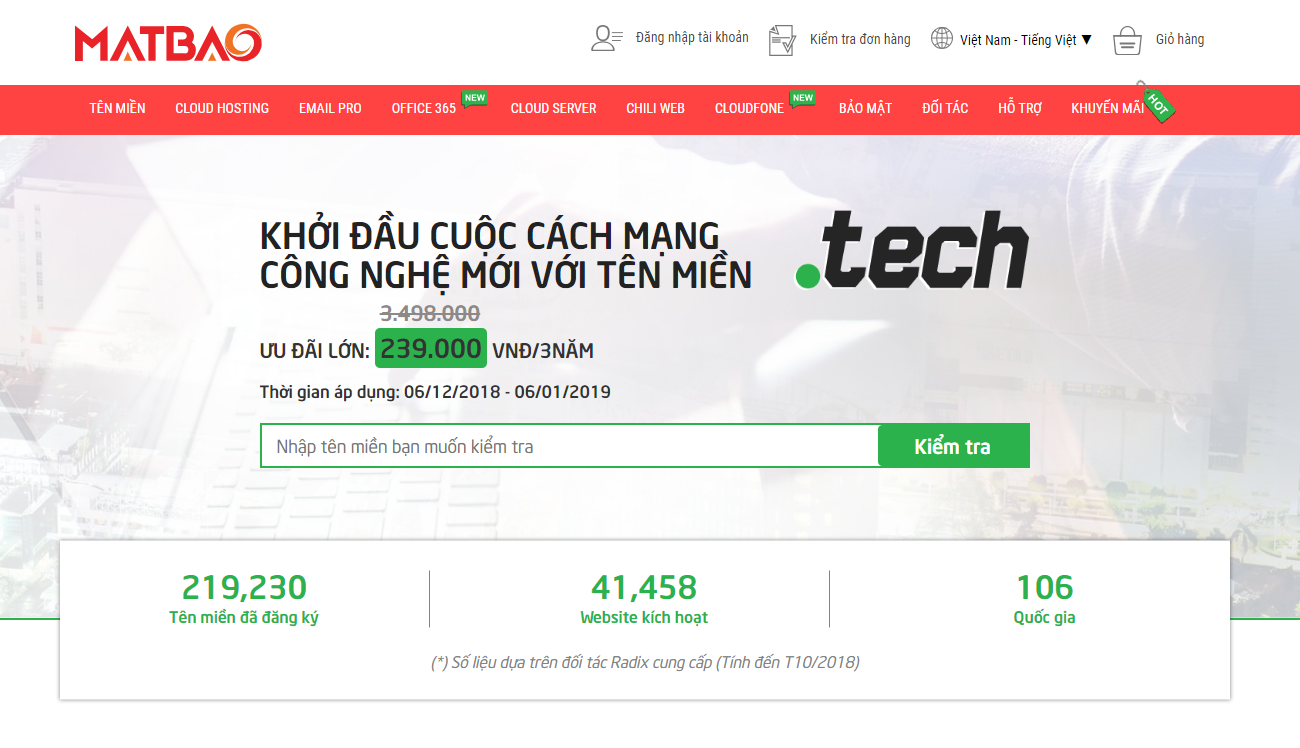 MATBAO
Đăng nhập tài khoản
Kiểm tra đơn hàng
Việt Nam - Tiếng Việt ▼
Giỏ hàng
TÊN MIỀN
CLOUD HOSTING
EMAIL PRO
OFFICE 365
NEW
CLOUD SERVER
CHILI WEB
CLOUDFONE
NEW
BẢO MẬT
ĐỐI TÁC
HỖ TRỢ
KHUYẾN MÃI
HOT
KHỞI ĐẦU CUỘC CÁCH MẠNG
CÔNG NGHỆ MỚI VỚI TÊN MIỀN
.tech
3.498.000
ƯU ĐÃI LỚN: 239.000 VNĐ/3NĂM
Thời gian áp dụng: 06/12/2018 - 06/01/2019
Nhập tên miền bạn muốn kiểm tra
Kiểm tra
219,230
Tên miền đã đăng ký
41,458
Website kích hoạt
106
Quốc gia
(*) Số liệu dựa trên đối tác Radix cung cấp (Tính đến T10/2018)